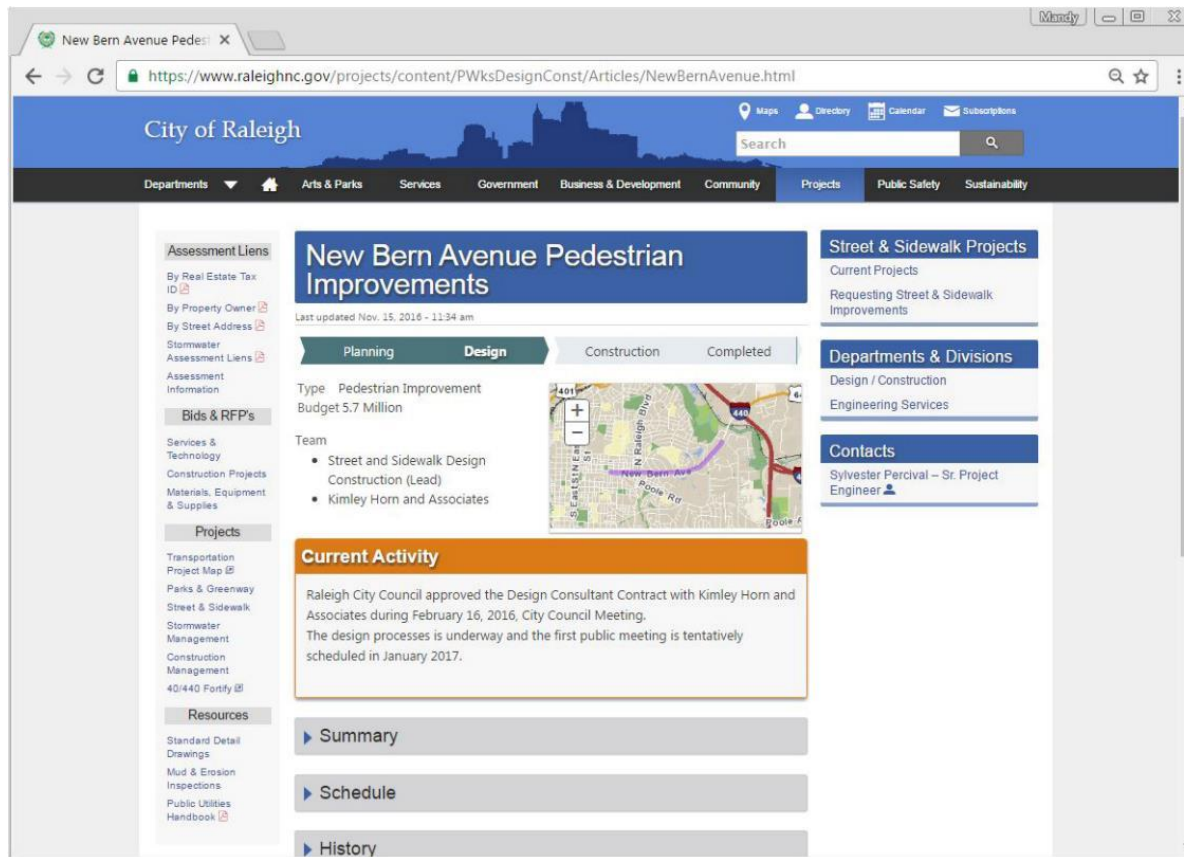 Mandy
New Bern Avenue Pedes
https://www.raleighnc.gov/projects/content/PWksDesignConst/Articles/NewBernAvenue.html
City of Raleigh
Maps Directory Calendar Subscriptions
Search
Departments Arts & Parks Services Government Business & Development Community Projects Public Safety Sustainability
Assessment Liens
By Real Estate Tax
ID
By Property Owner
By Street Address
Stormwater
Assessment Liens
Assessment
Information
Bids & RFP's
Services &
Technology
Construction Projects
Materials, Equipment
& Supplies
Projects
Transportation
Project Map
Parks & Greenway
Street & Sidewalk
Stormwater
Management
Construction
Management
40/440 Fortify
Resources
Standard Detail
Drawings
Mud & Erosion
Inspections
Public Utilities
Handbook
New Bern Avenue Pedestrian
Improvements
Last updated Nov. 15, 2016 - 11:34 am
Planning Design Construction Completed
Type Pedestrian Improvement
Budget 5.7 Million
Team
• Street and Sidewalk Design
Construction (Lead)
• Kimley Horn and Associates
401
+
−
440
N Raleigh Blvd
New Bern Ave
Poole Rd
S East St
Poole
Current Activity
Raleigh City Council approved the Design Consultant Contract with Kimley Horn and
Associates during February 16, 2016, City Council Meeting.
The design processes is underway and the first public meeting is tentatively
scheduled in January 2017.
Summary
Schedule
History
Street & Sidewalk Projects
Current Projects
Requesting Street & Sidewalk
Improvements
Departments & Divisions
Design / Construction
Engineering Services
Contacts
Sylvester Percival – Sr. Project
Engineer